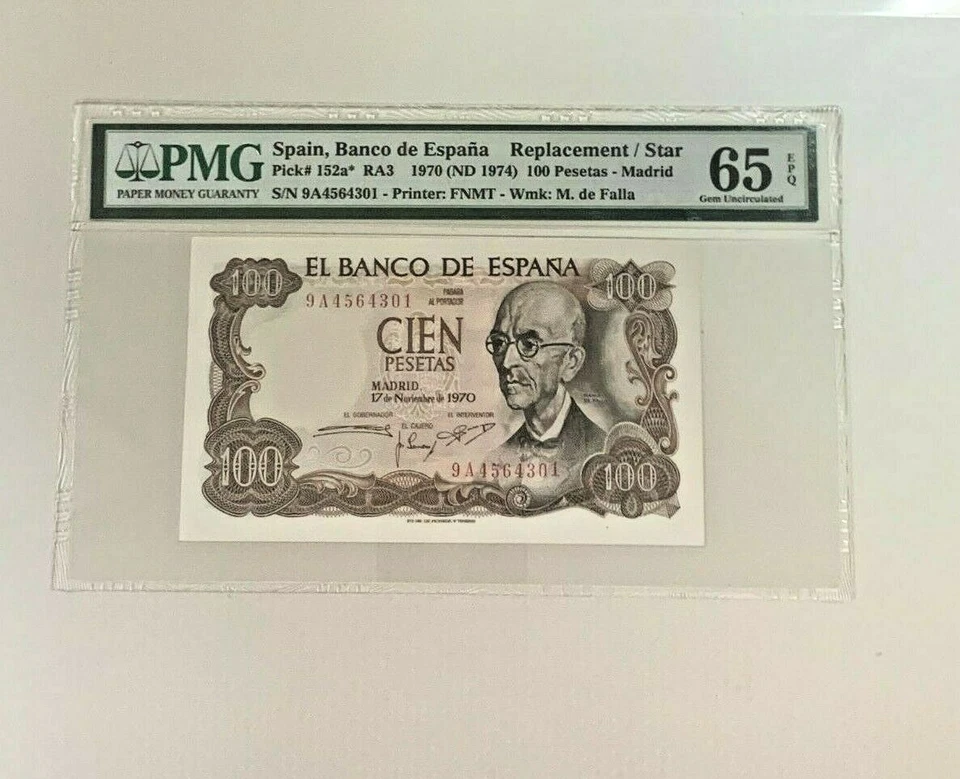 PMG
PAPER MONEY GUARANTY
Spain, Banco de España Replacement / Star
Pick# 152a* RA3 1970 (ND 1974) 100 Pesetas - Madrid
S/N 9A4564301 - Printer: FNMT - Wmk: M. de Falla
65
EPQ
Gem Uncirculated
100
EL BANCO DE ESPAÑA
100
9A4564301
PAGARA
AL PORTADOR
CIEN
PESETAS
MADRID,
17 de Noviembre de 1970
EL GOBERNADOR
EL INTERVENTOR
EL CAJERO
9A4564301
100
100